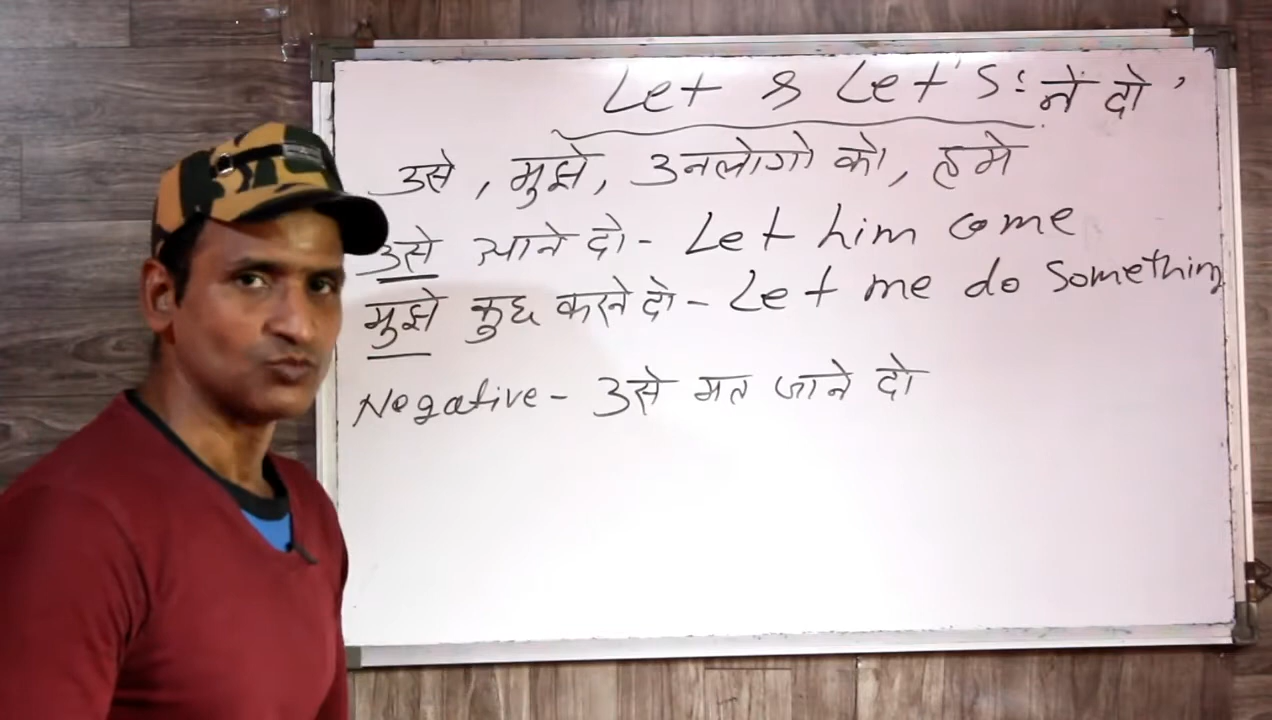 Let & Let's: ने दो '
उसे, मुझे, उनलोगो को, हमे
उसे आने दो - Let him come
मुझे कुछ करने दो - Let me do something
Negative - उसे मत जाने दो